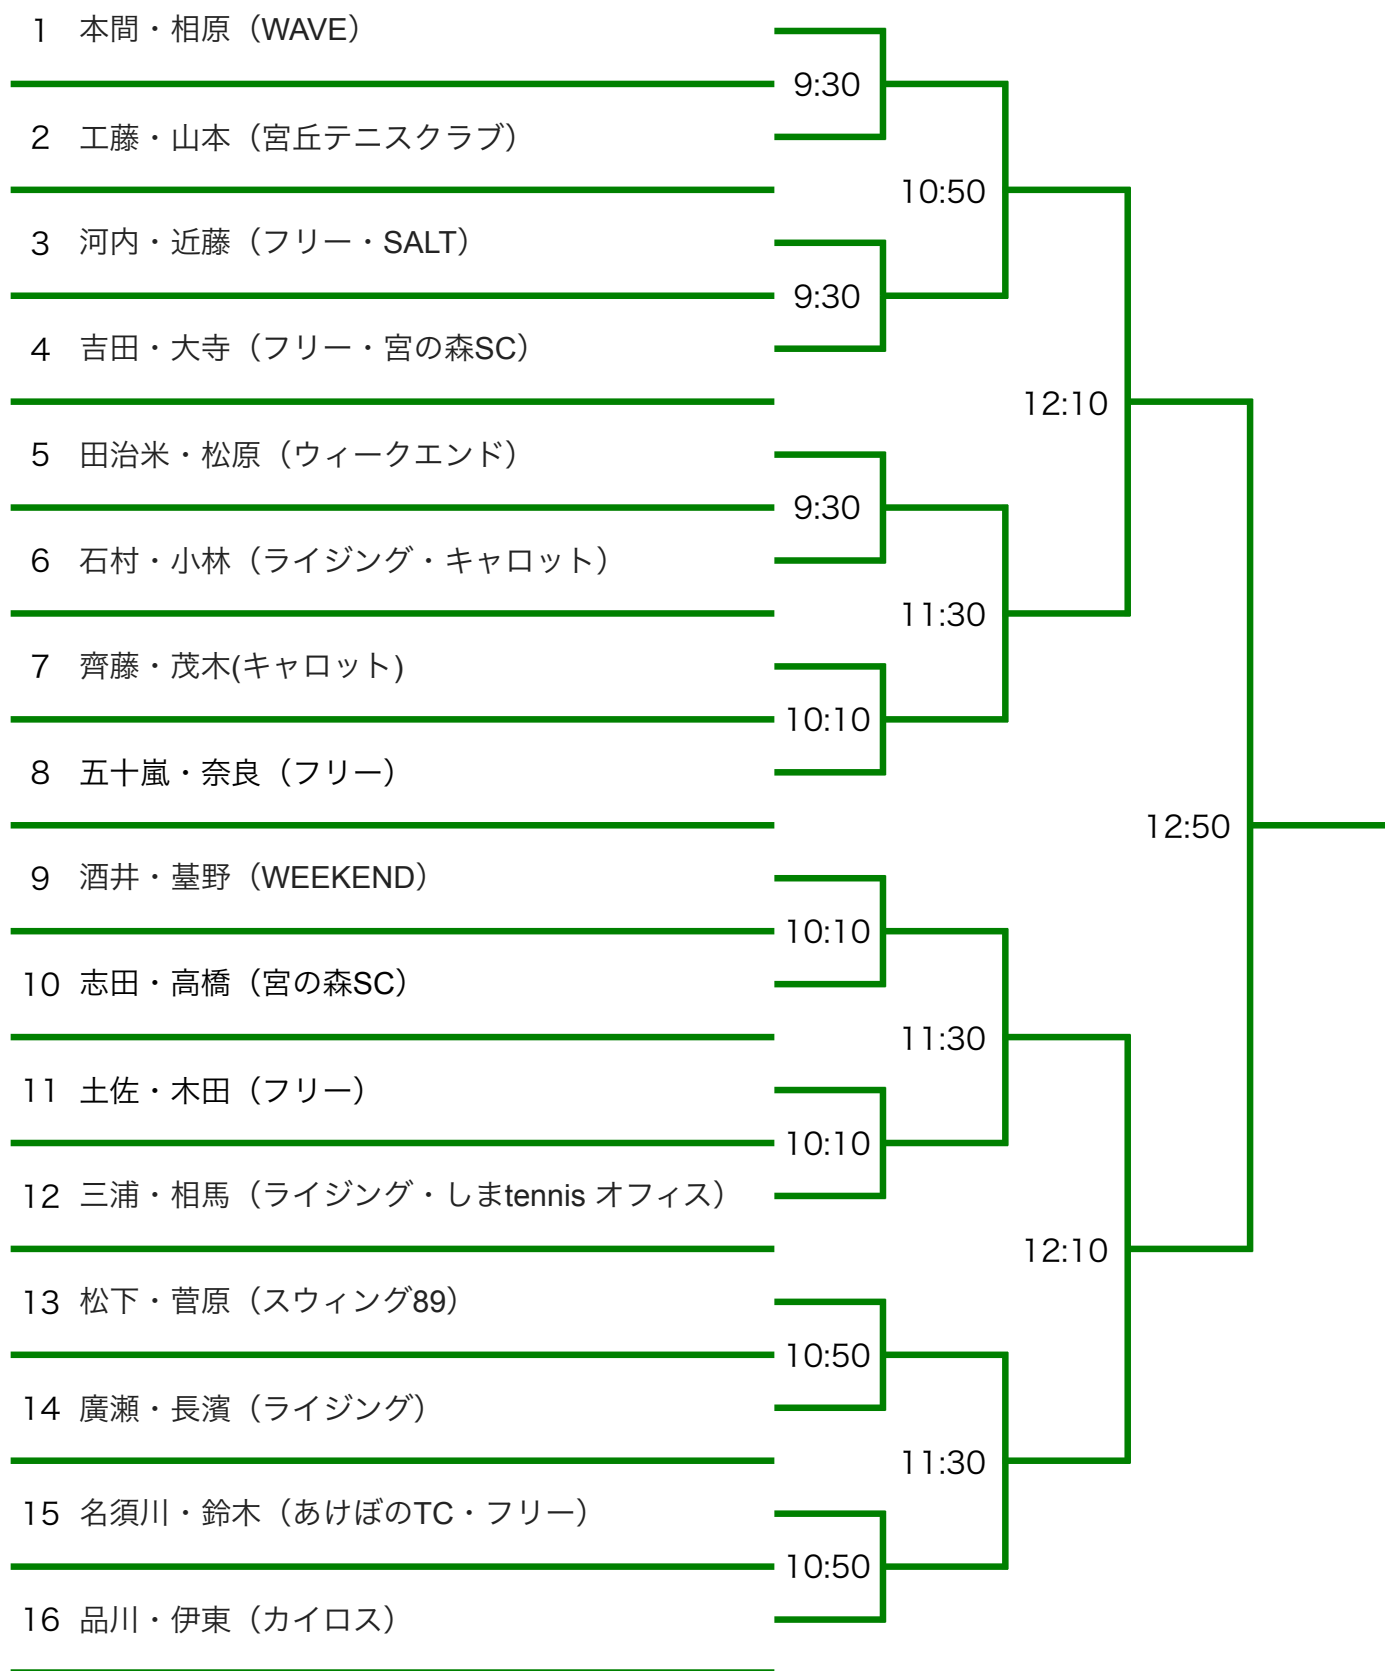 1 本間・相原（WAVE）
9:30
2 工藤・山本（宮丘テニスクラブ）
10:50
3 河内・近藤（フリー・SALT）
9:30
4 吉田・大寺（フリー・宮の森SC）
12:10
5 田治米・松原（ウィークエンド）
9:30
6 石村・小林（ライジング・キャロット）
11:30
7 齊藤・茂木(キャロット)
10:10
8 五十嵐・奈良（フリー）
12:50
9 酒井・墓野（WEEKEND）
10:10
10 志田・高橋（宮の森SC）
11:30
11 土佐・木田（フリー）
10:10
12 三浦・相馬（ライジング・しまtennis オフィス）
12:10
13 松下・菅原（スウィング89）
10:50
14 廣瀬・長濱（ライジング）
11:30
15 名須川・鈴木（あけぼのTC・フリー）
10:50
16 品川・伊東（カイロス）